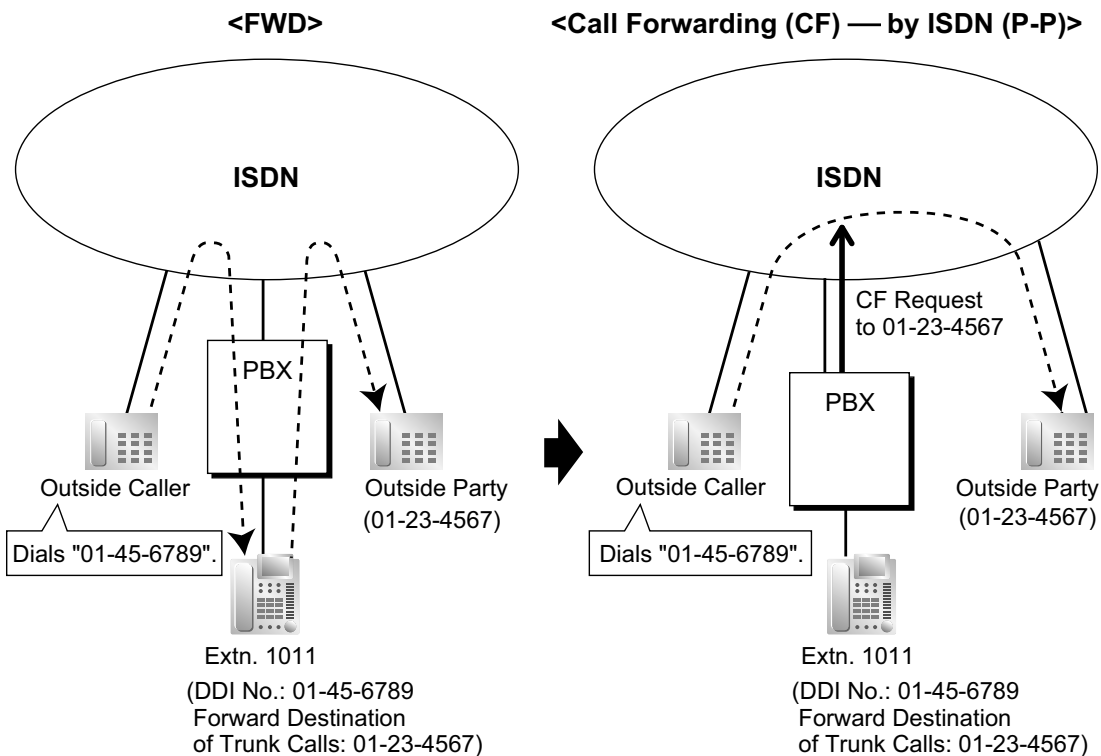 <FWD>
ISDN
PBX
Outside Caller
Outside Party
(01-23-4567)
Dials "01-45-6789".
Extn. 1011
(DDI No.: 01-45-6789
Forward Destination
of Trunk Calls: 01-23-4567)
<Call Forwarding (CF) — by ISDN (P-P)>
ISDN
CF Request
to 01-23-4567
PBX
Outside Caller
Outside Party
(01-23-4567)
Dials "01-45-6789".
Extn. 1011
(DDI No.: 01-45-6789
Forward Destination
of Trunk Calls: 01-23-4567)